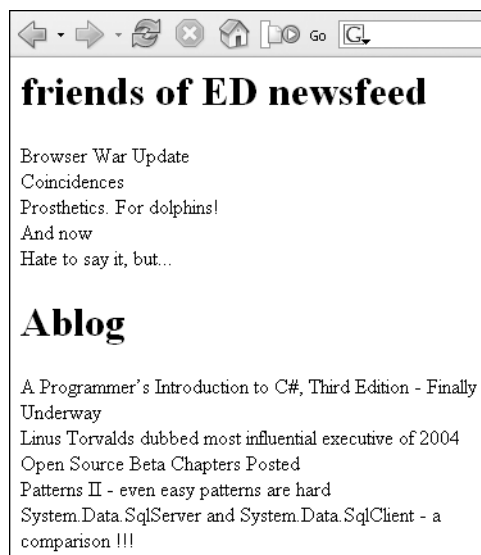 Go G
friends of ED newsfeed
Browser War Update
Coincidences
Prosthetics. For dolphins!
And now
Hate to say it, but...
Ablog
A Programmer's Introduction to C#, Third Edition - Finally
Underway
Linus Torvalds dubbed most influential executive of 2004
Open Source Beta Chapters Posted
Patterns II - even easy patterns are hard
System.Data.SqlServer and System.Data.SqlClient - a
comparison !!!